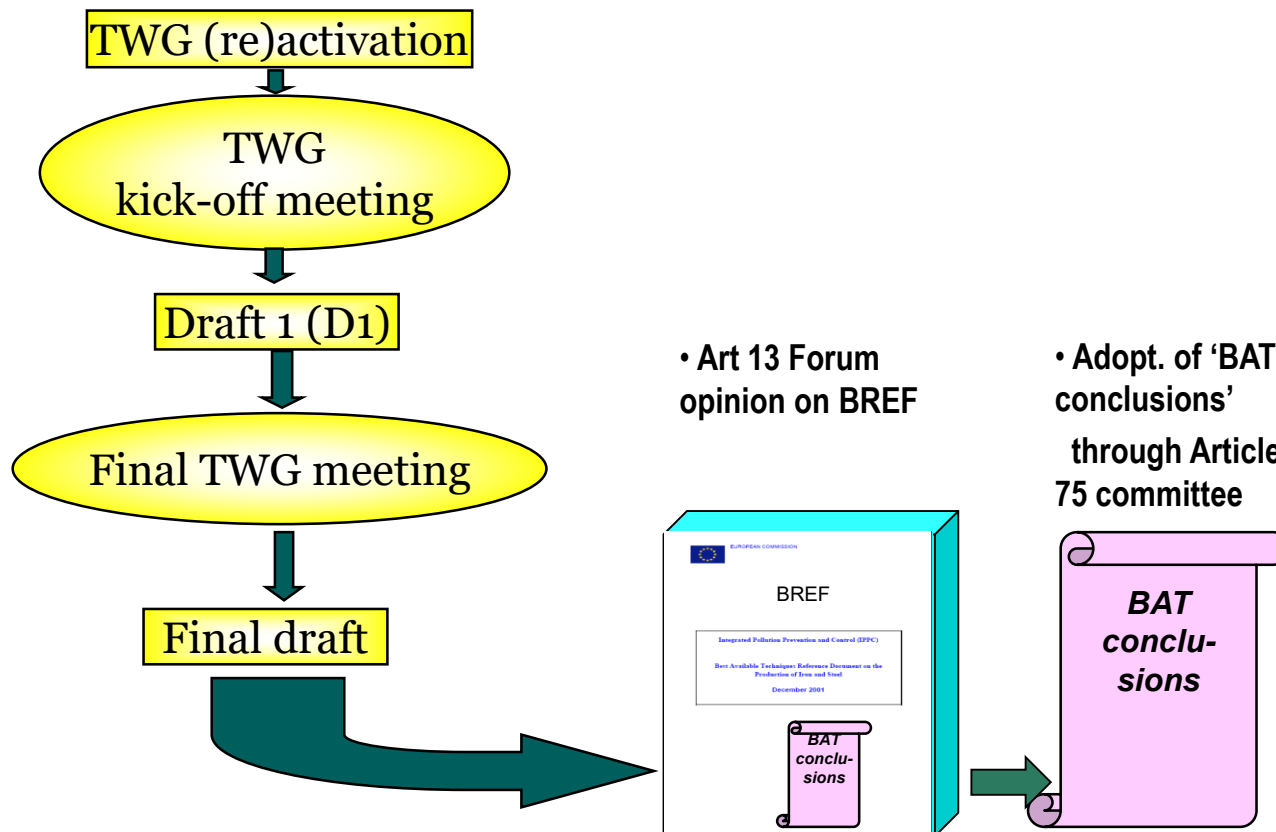 TWG (re)activation
TWG
kick-off meeting
Draft 1 (D1)
Final TWG meeting
Final draft
• Art 13 Forum
opinion on BREF
EUROPEAN COMMISSION
BREF
Integrated Pollution Prevention and Control (IPPC)
Best Available Techniques Reference Document on the
Production of Iron and Steel
December 2001
BAT
conclu-
sions
• Adopt. of ‘BAT
conclusions’
through Article
75 committee
BAT
conclu-
sions